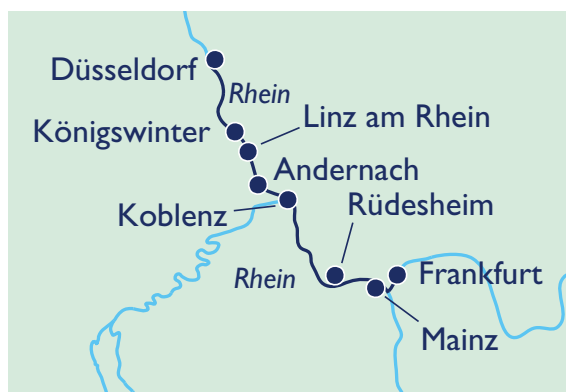 Düsseldorf
Rhein
Königswinter
Linz am Rhein
Andernach
Koblenz
Rüdesheim
Rhein
Frankfurt
Mainz